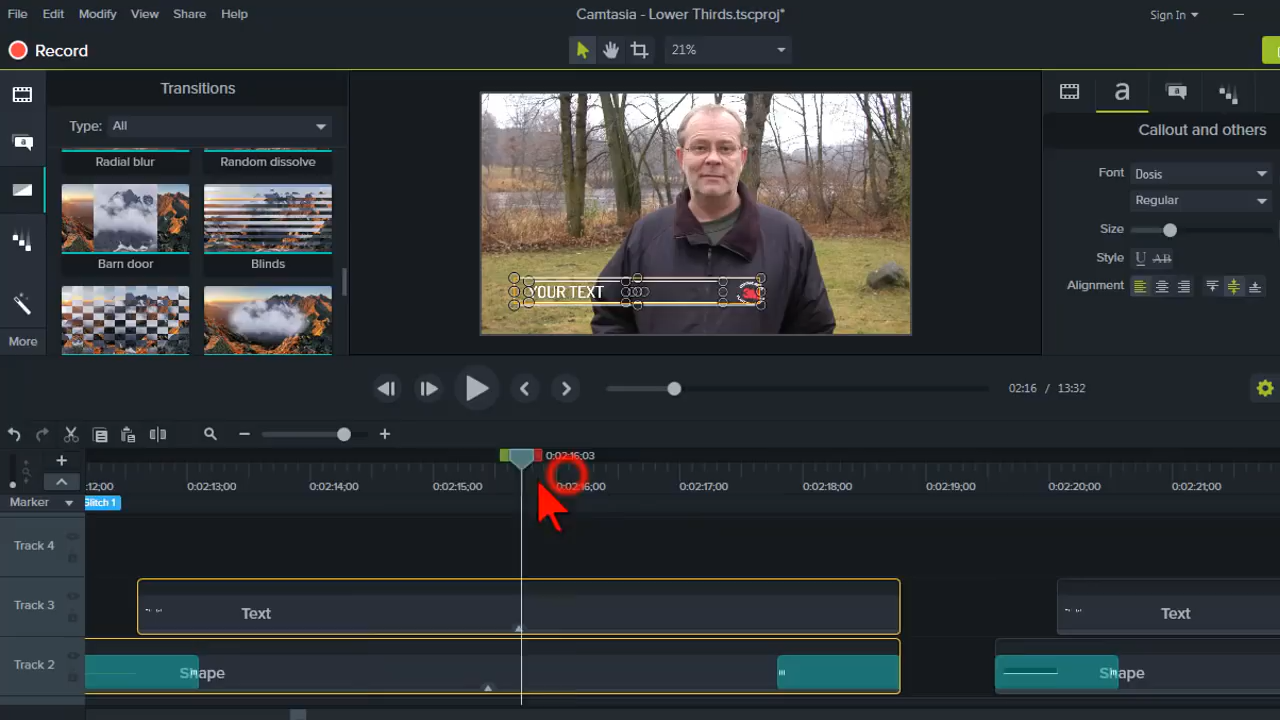 File Edit Modify View Share Help
Camtasia - Lower Thirds.tscproj*
Sign In
Record
21%
Transitions
Type: All
Radial blur
Random dissolve
Barn door
Blinds
More
YOUR TEXT
Callout and others
Font Dosis
Regular
Size
Style U AB
Alignment
02:16 / 13:32
0:02:16;03
:12;00 0:02:13;00 0:02:14;00 0:02:15;00 0:02:16;00 0:02:17;00 0:02:18;00 0:02:19;00 0:02:20;00 0:02:21;00
Marker
Glitch 1
Track 4
Track 3
Text
Text
Track 2
Shape
Shape